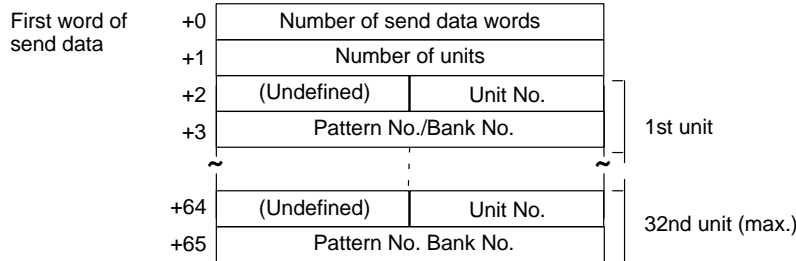 First word of
send data
+0 Number of send data words
+1 Number of units
+2 (Undefined) Unit No.
+3 Pattern No./Bank No.
1st unit
~ ~
+64 (Undefined) Unit No.
+65 Pattern No. Bank No.
32nd unit (max.)